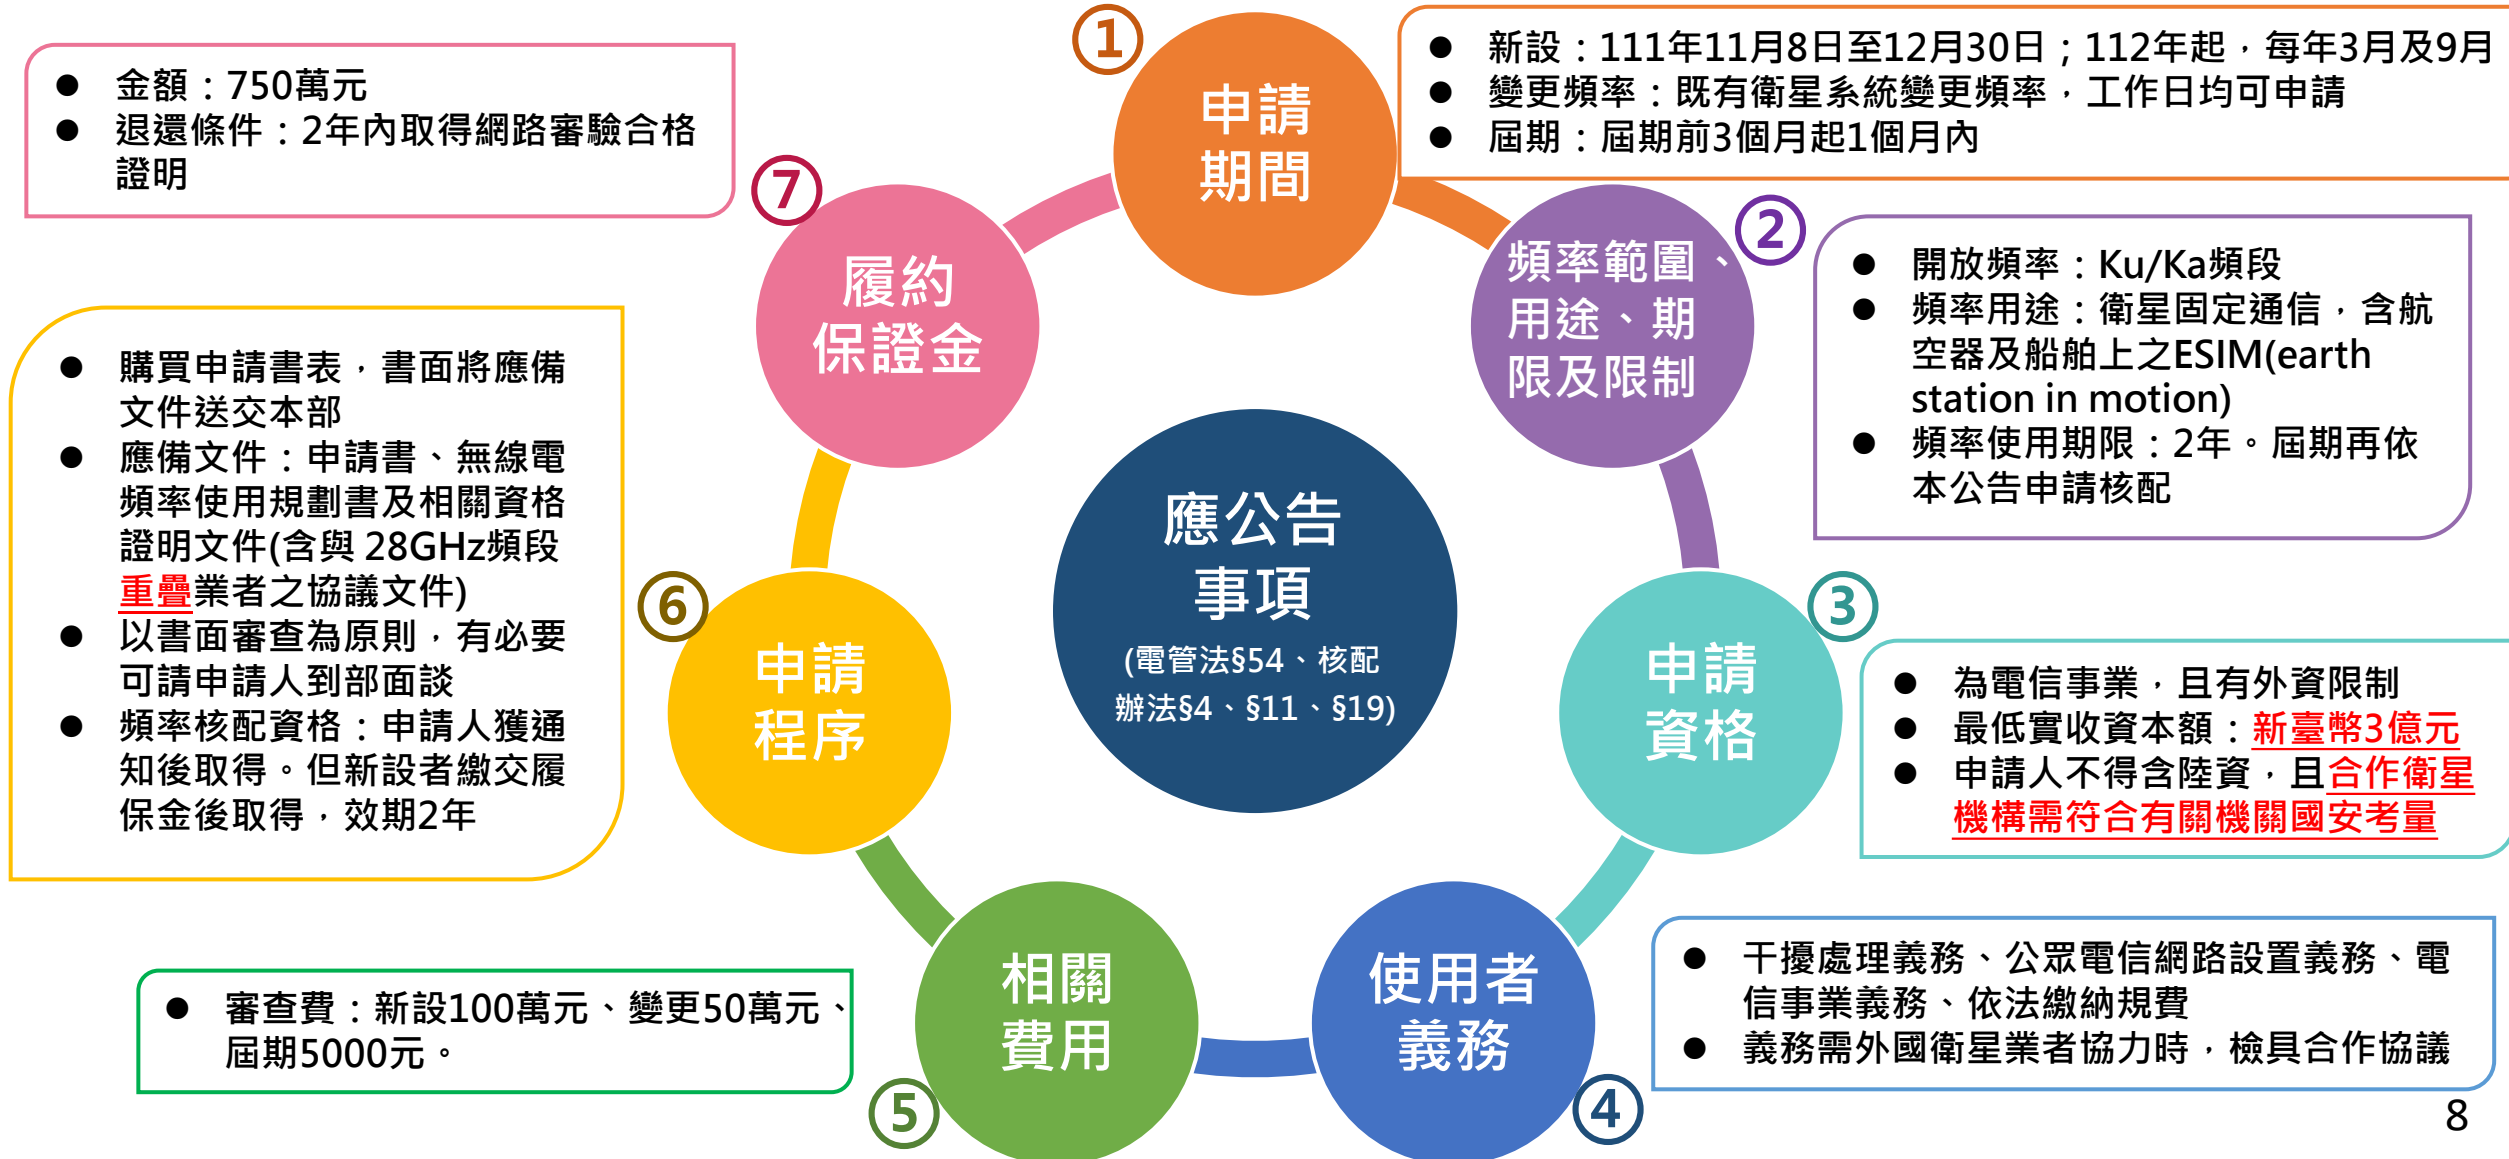 應公告
事項
(電管法§54、核配
辦法§4、§11、§19)
①
申請
期間
● 新設：111年11月8日至12月30日；112年起，每年3月及9月
● 變更頻率：既有衛星系統變更頻率，工作日均可申請
● 屆期：屆期前3個月起1個月內
②
頻率範圍、
用途、期
限及限制
● 開放頻率：Ku/Ka頻段
● 頻率用途：衛星固定通信，含航
空器及船舶上之ESIM(earth
station in motion)
● 頻率使用期限：2年。屆期再依
本公告申請核配
③
申請
資格
● 為電信事業，且有外資限制
● 最低實收資本額：新臺幣3億元
● 申請人不得含陸資，且合作衛星
機構需符合有關機關國安考量
④
使用者
義務
● 干擾處理義務、公眾電信網路設置義務、電
信事業義務、依法繳納規費
● 義務需外國衛星業者協力時，檢具合作協議
⑤
相關
費用
● 審查費：新設100萬元、變更50萬元、
屆期5000元。
⑥
申請
程序
● 購買申請書表，書面將應備
文件送交本部
● 應備文件：申請書、無線電
頻率使用規劃書及相關資格
證明文件(含與 28GHz頻段
重疊業者之協議文件)
● 以書面審查為原則，有必要
可請申請人到部面談
● 頻率核配資格：申請人獲通
知後取得。但新設者繳交履
保金後取得，效期2年
⑦
履約
保證金
● 金額：750萬元
● 退還條件：2年內取得網路審驗合格
證明
8